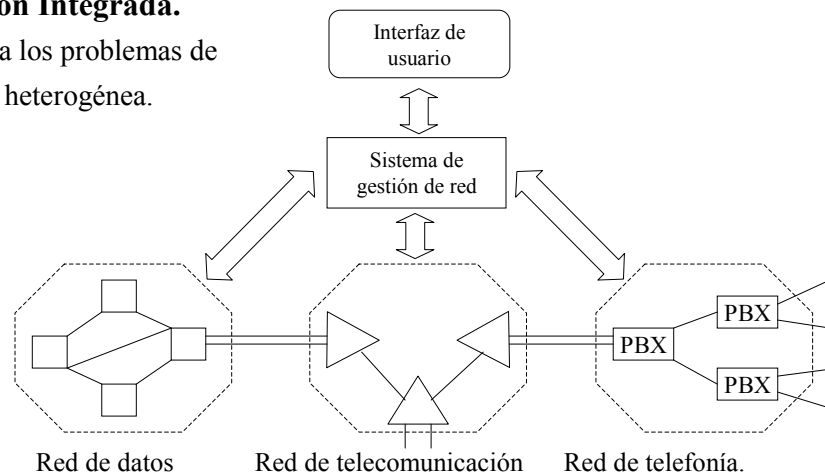 ón Integrada.
a los problemas de
heterogénea.
Interfaz de
usuario
Sistema de
gestión de red
PBX
PBX
PBX
Red de datos
Red de telecomunicación
Red de telefonía.